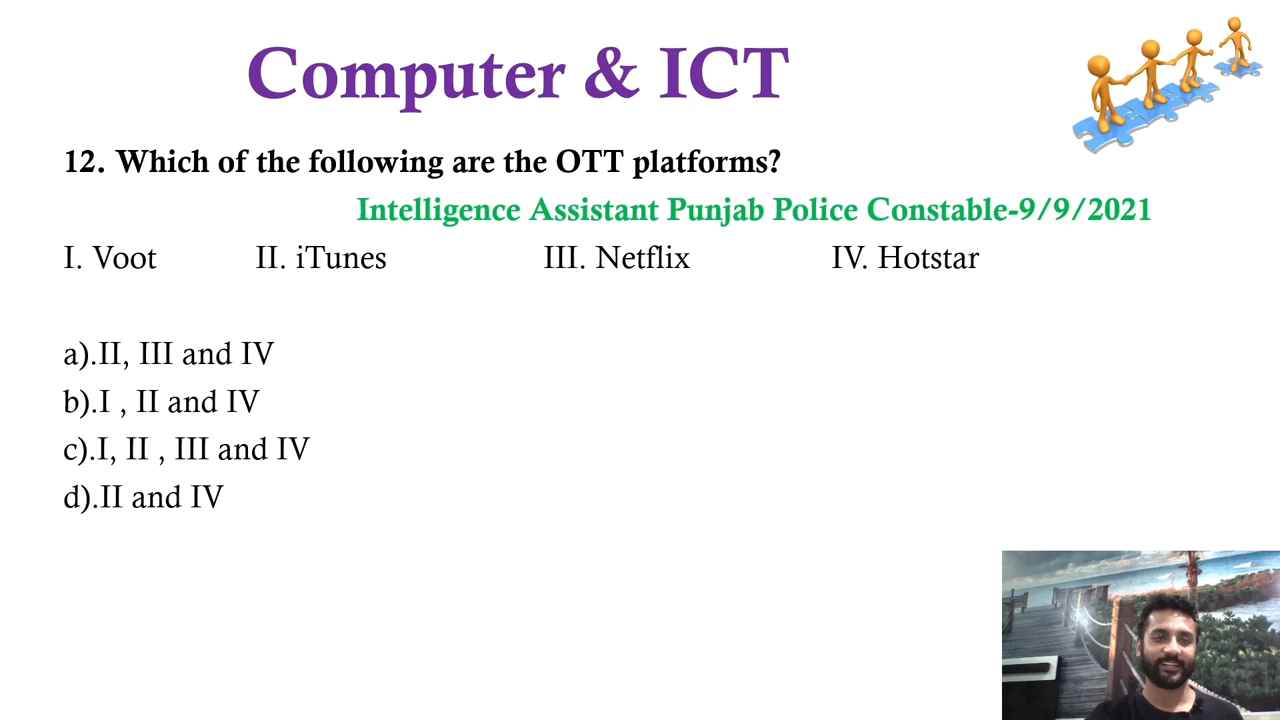 Computer & ICT
12. Which of the following are the OTT platforms?
Intelligence Assistant Punjab Police Constable-9/9/2021
I. Voot II. iTunes III. Netflix IV. Hotstar
a).II, III and IV
b).I , II and IV
c).I, II , III and IV
d).II and IV